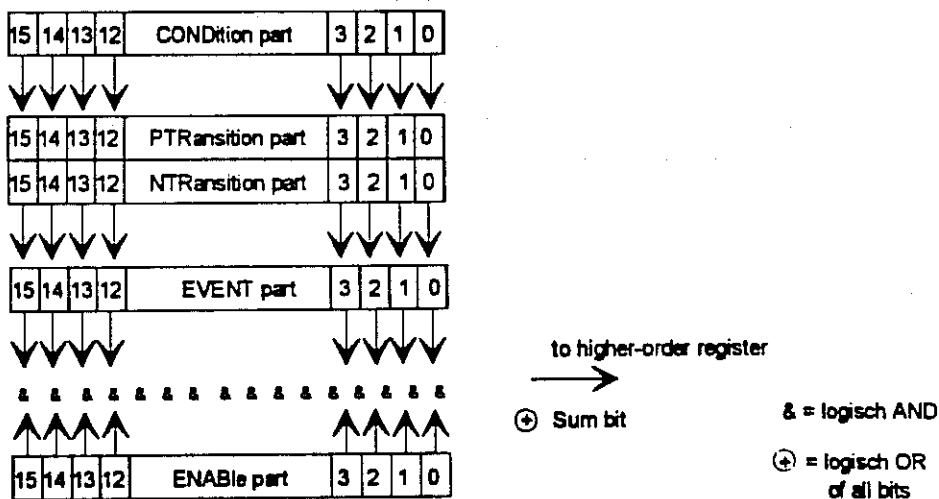 15 14 13 12 CONDition part 3 2 1 0
15 14 13 12 PTRansition part 3 2 1 0
15 14 13 12 NTRansition part 3 2 1 0
15 14 13 12 EVENT part 3 2 1 0
to higher-order register
& & & & & & & & & & & & & & & &
⊕ Sum bit
& = logisch AND
15 14 13 12 ENABle part 3 2 1 0
⊕ = logisch OR
of all bits